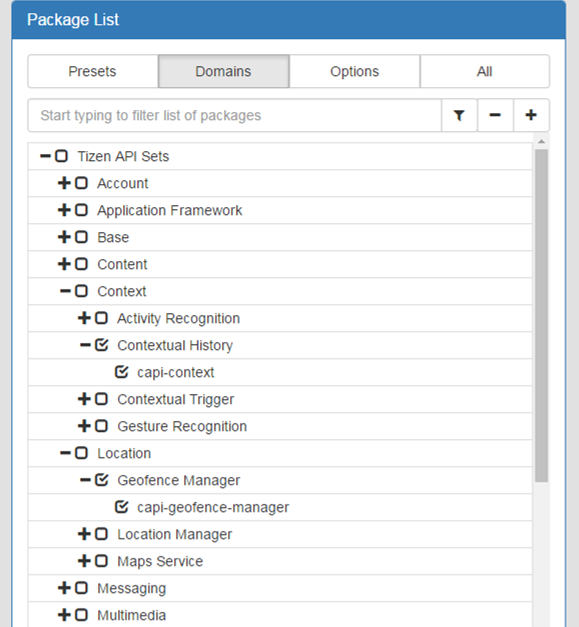 Package List
Presets Domains Options All
Start typing to filter list of packages
Tizen API Sets
Account
Application Framework
Base
Content
Context
Activity Recognition
Contextual History
capi-context
Contextual Trigger
Gesture Recognition
Location
Geofence Manager
capi-geofence-manager
Location Manager
Maps Service
Messaging
Multimedia